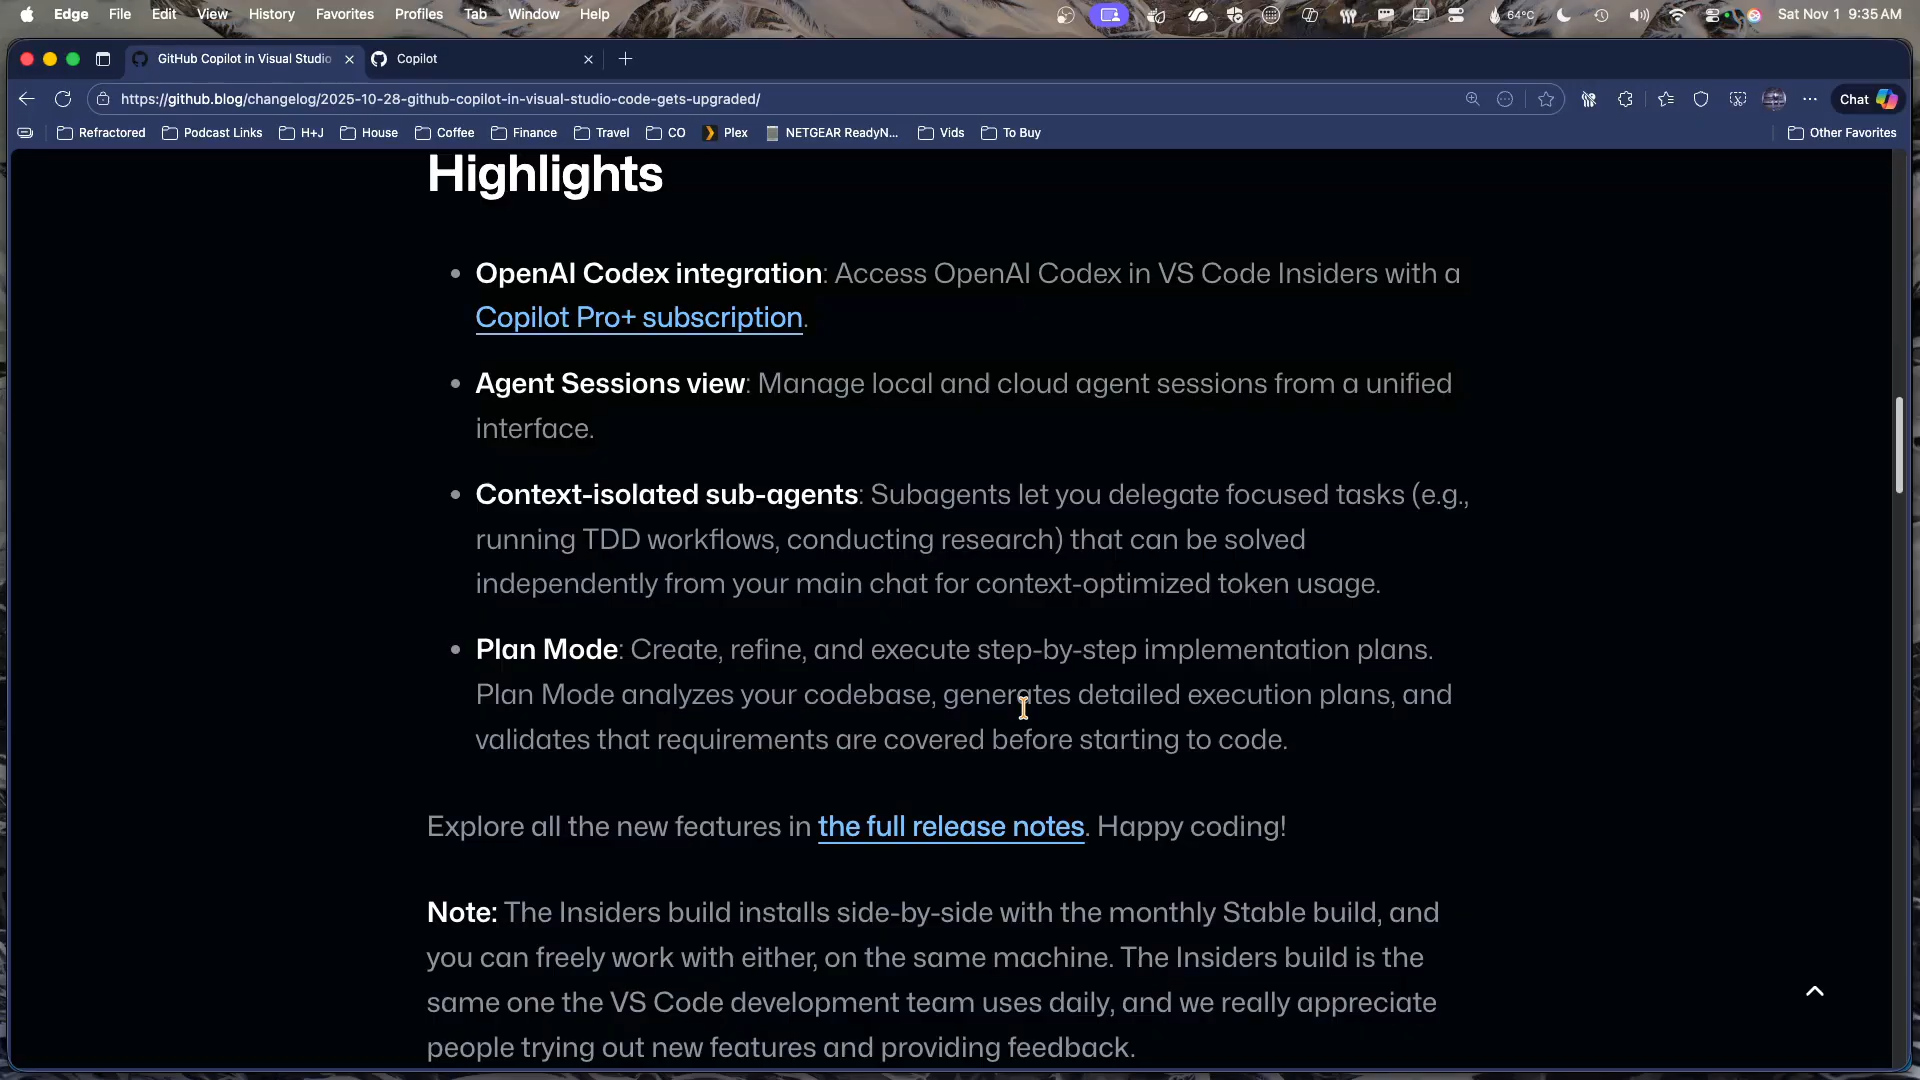 Edge File Edit View History Favorites Profiles Tab Window Help 64°C Sat Nov 1 9:35 AM
GitHub Copilot in Visual Studio Copilot
https://github.blog/changelog/2025-10-28-github-copilot-in-visual-studio-code-gets-upgraded/ Chat
Refractored Podcast Links H+J House Coffee Finance Travel CO Plex NETGEAR ReadyN... Vids To Buy Other Favorites
Highlights
• OpenAI Codex integration: Access OpenAI Codex in VS Code Insiders with a
Copilot Pro+ subscription.
• Agent Sessions view: Manage local and cloud agent sessions from a unified
interface.
• Context-isolated sub-agents: Subagents let you delegate focused tasks (e.g.,
running TDD workflows, conducting research) that can be solved
independently from your main chat for context-optimized token usage.
• Plan Mode: Create, refine, and execute step-by-step implementation plans.
Plan Mode analyzes your codebase, generates detailed execution plans, and
validates that requirements are covered before starting to code.
Explore all the new features in the full release notes. Happy coding!
Note: The Insiders build installs side-by-side with the monthly Stable build, and
you can freely work with either, on the same machine. The Insiders build is the
same one the VS Code development team uses daily, and we really appreciate
people trying out new features and providing feedback.